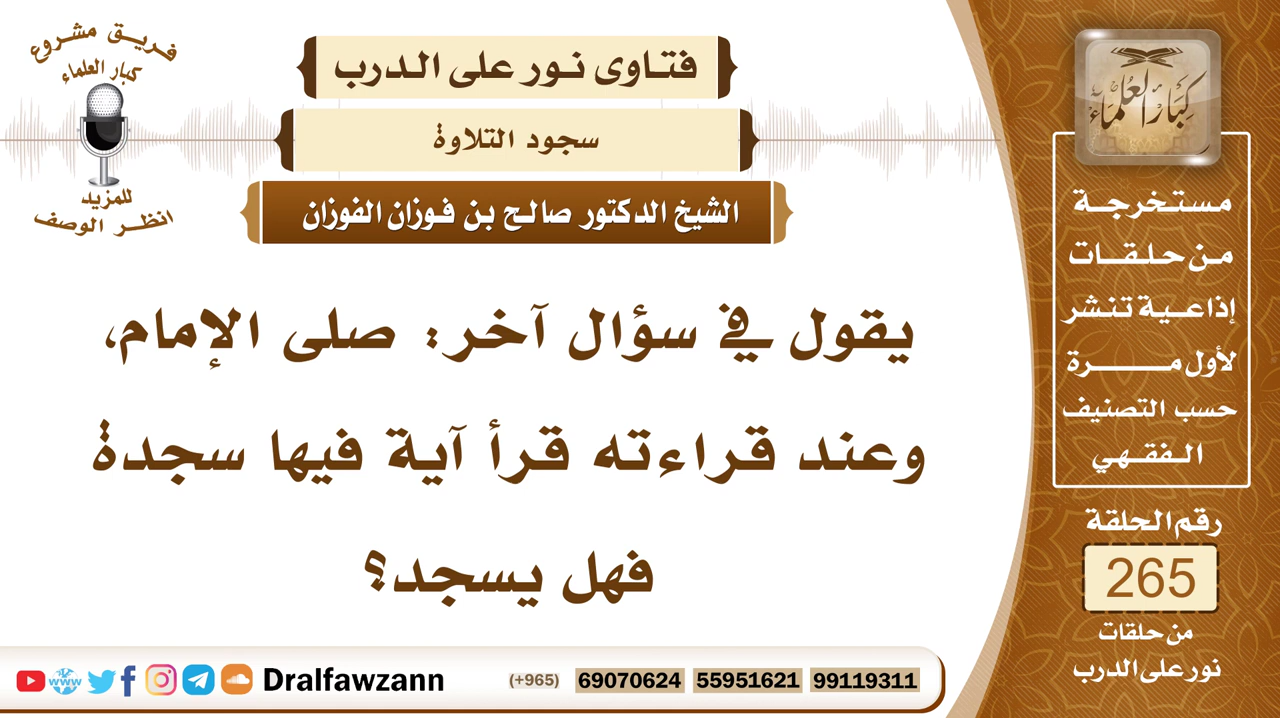 فريق مشروع
كبار العلماء
للمزيد
انظر الوصف
فتاوى نور على الدرب
سجود التلاوة
الشيخ الدكتور صالح بن فوزان الفوزان
يقول في سؤال آخر: صلى الإمام،
وعند قراءته قرأ آية فيها سجدة
فهل يسجد؟
كبار العلماء
مستخرجة
من حلقات
إذاعية تنشر
لأول مرة
حسب التصنيف
الفقهي
رقم الحلقة
265
من حلقات
نور على الدرب
www Dralfawzann (+965) 69070624 55951621 99119311